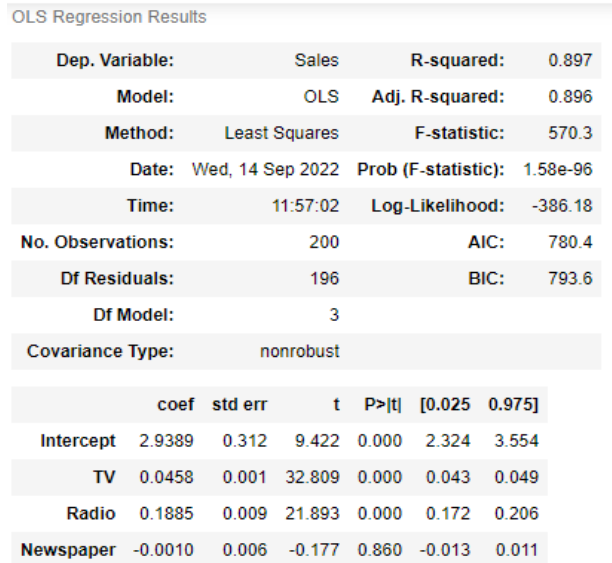 OLS Regression Results
Dep. Variable: Sales R-squared: 0.897
Model: OLS Adj. R-squared: 0.896
Method: Least Squares F-statistic: 570.3
Date: Wed, 14 Sep 2022 Prob (F-statistic): 1.58e-96
Time: 11:57:02 Log-Likelihood: -386.18
No. Observations: 200 AIC: 780.4
Df Residuals: 196 BIC: 793.6
Df Model: 3
Covariance Type: nonrobust
coef std err t P>|t| [0.025 0.975]
Intercept 2.9389 0.312 9.422 0.000 2.324 3.554
TV 0.0458 0.001 32.809 0.000 0.043 0.049
Radio 0.1885 0.009 21.893 0.000 0.172 0.206
Newspaper -0.0010 0.006 -0.177 0.860 -0.013 0.011